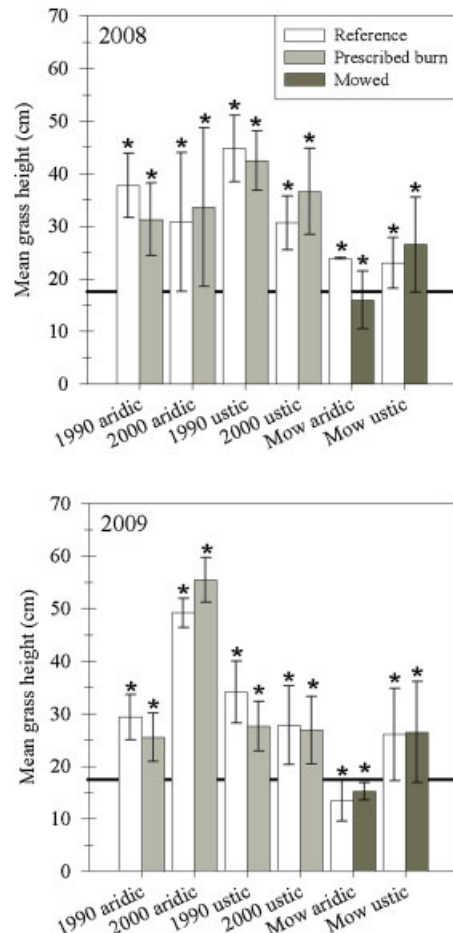 70
2008
Reference
Prescribed burn
Mowed
60
50
40
30
20
10
0
Mean grass height (cm)
* * * * * * * * * * * *
1990 aridic
2000 aridic
1990 ustic
2000 ustic
Mow aridic
Mow ustic
70
2009
60
50
40
30
20
10
0
Mean grass height (cm)
* * * * * * * * * * * *
1990 aridic
2000 aridic
1990 ustic
2000 ustic
Mow aridic
Mow ustic